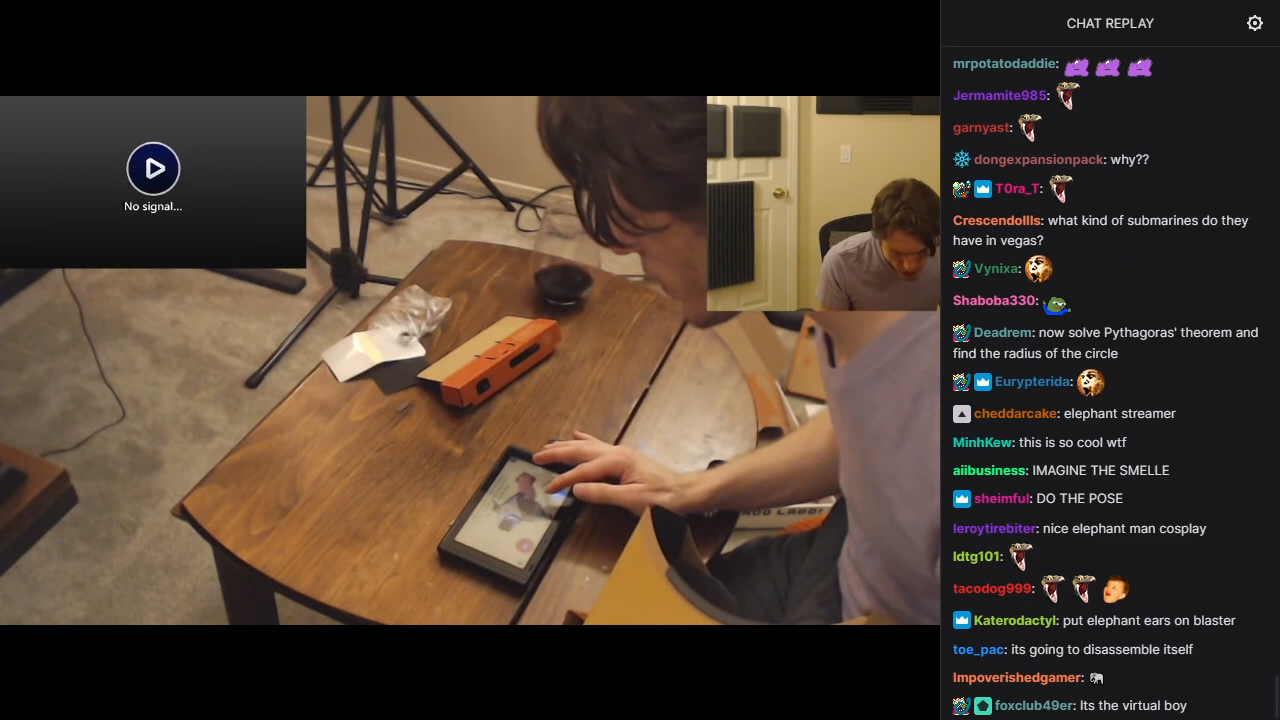 CHAT REPLAY
No signal...
mrpotatodaddie:
Jermamite985:
garnyast:
dongexpansionpack: why??
T0ra_T:
Crescendollls: what kind of submarines do they
have in vegas?
Vynixa:
Shaboba330:
Deadrem: now solve Pythagoras' theorem and
find the radius of the circle
Eurypterida:
cheddarcake: elephant streamer
MinhKew: this is so cool wtf
aiibusiness: IMAGINE THE SMELLE
sheimful: DO THE POSE
leroytirebiter: nice elephant man cosplay
ldtg101:
tacodog999:
Katerodactyl: put elephant ears on blaster
toe_pac: its going to disassemble itself
Impoverishedgamer:
foxclub49er: Its the virtual boy
LABO!